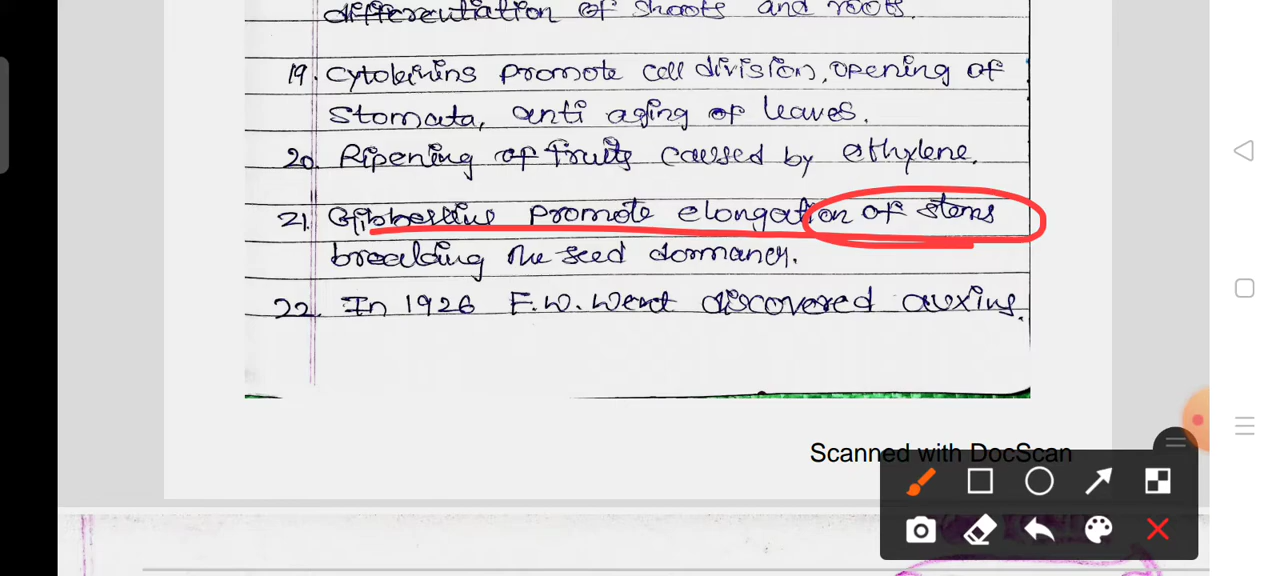 differentiation of shoots and roots.
19. Cytokinins promote cell division, opening of
stomata, anti aging of leaves.
20. Ripening of fruits caused by ethylene.
21. Gibberlins promote elongation of stems
breaking the seed dormancy.
22. In 1926 F.W. Went discovered auxins.
Scanned with DocScan